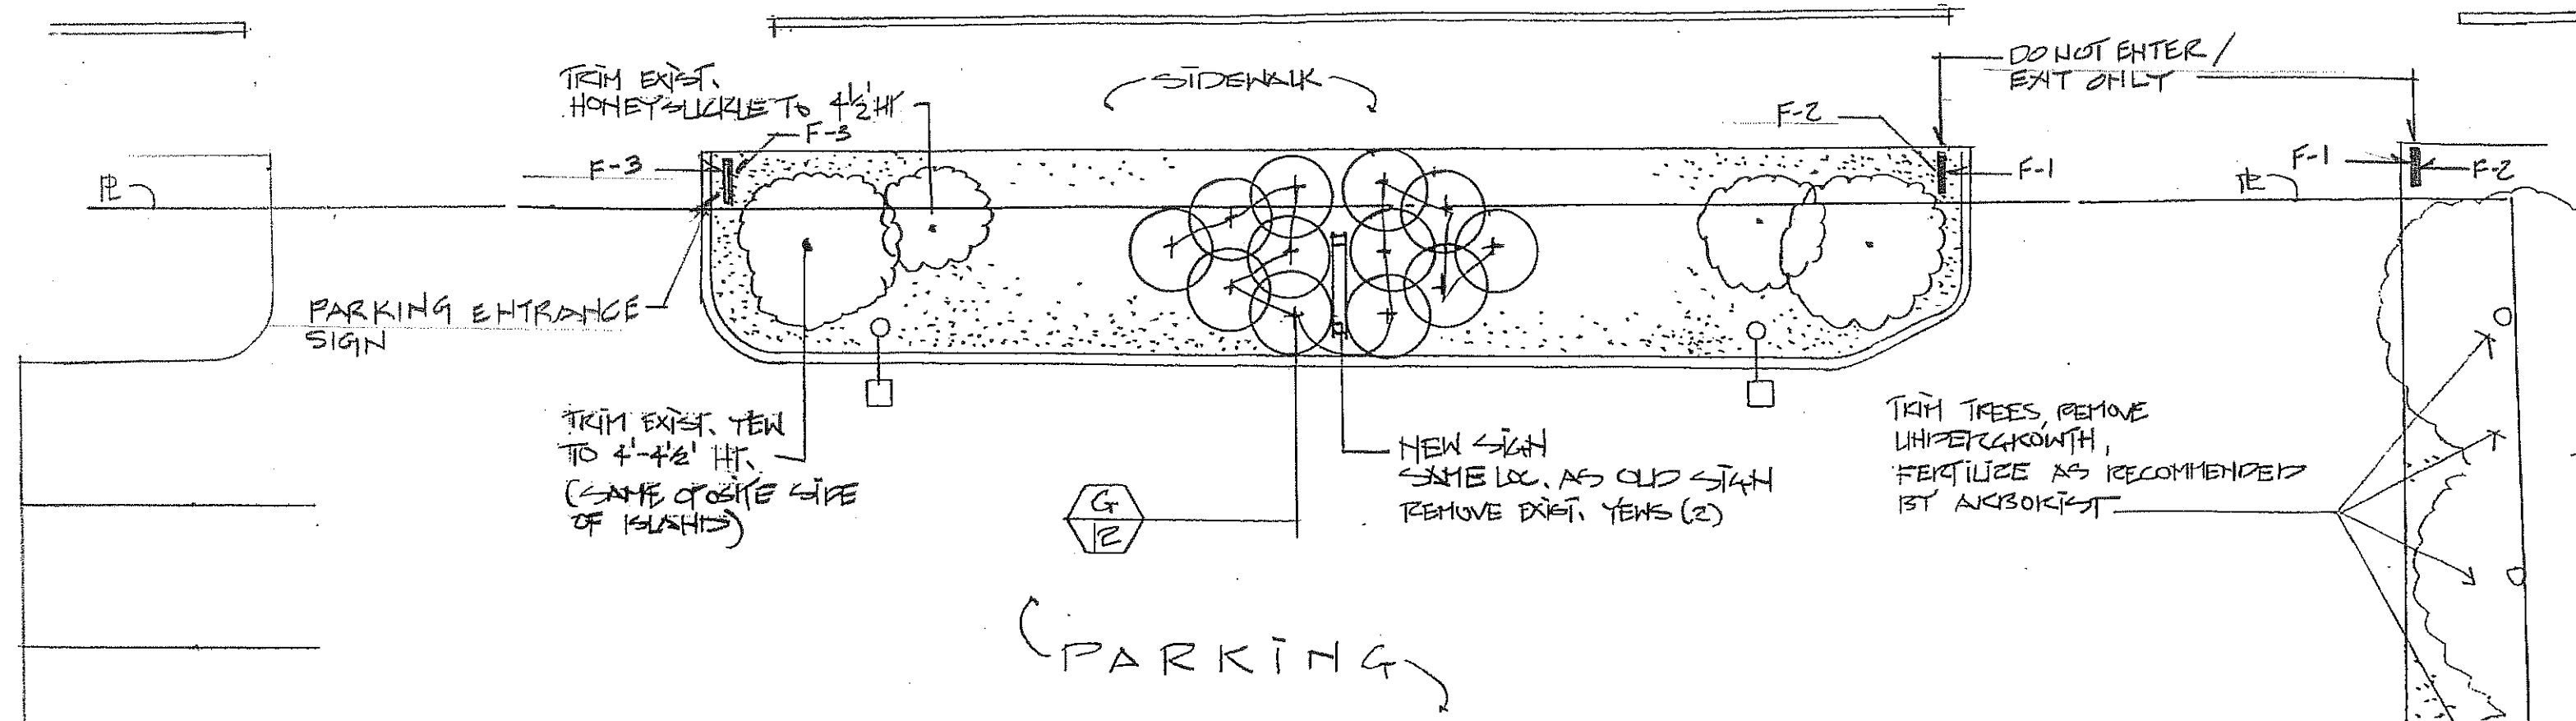 TRIM EXIST.
HONEYSUCKLE TO 4½' HT
SIDEWALK
DO NOT ENTER /
EXIT ONLY
F-3
F-3
F-2
F-1
F-1
F-2
PL
PL
PARKING ENTRANCE
SIGN
TRIM EXIST. YEW
TO 4'-4½' HT.
(SAME OPOSITE SIDE
OF ISLAND)
G
12
NEW SIGN
SAME LOC. AS OLD SIGN
REMOVE EXIST. YEWS (2)
TRIM TREES, REMOVE
UNDERGROWTH,
FERTILIZE AS RECOMMENDED
BY ARBORIST
PARKING